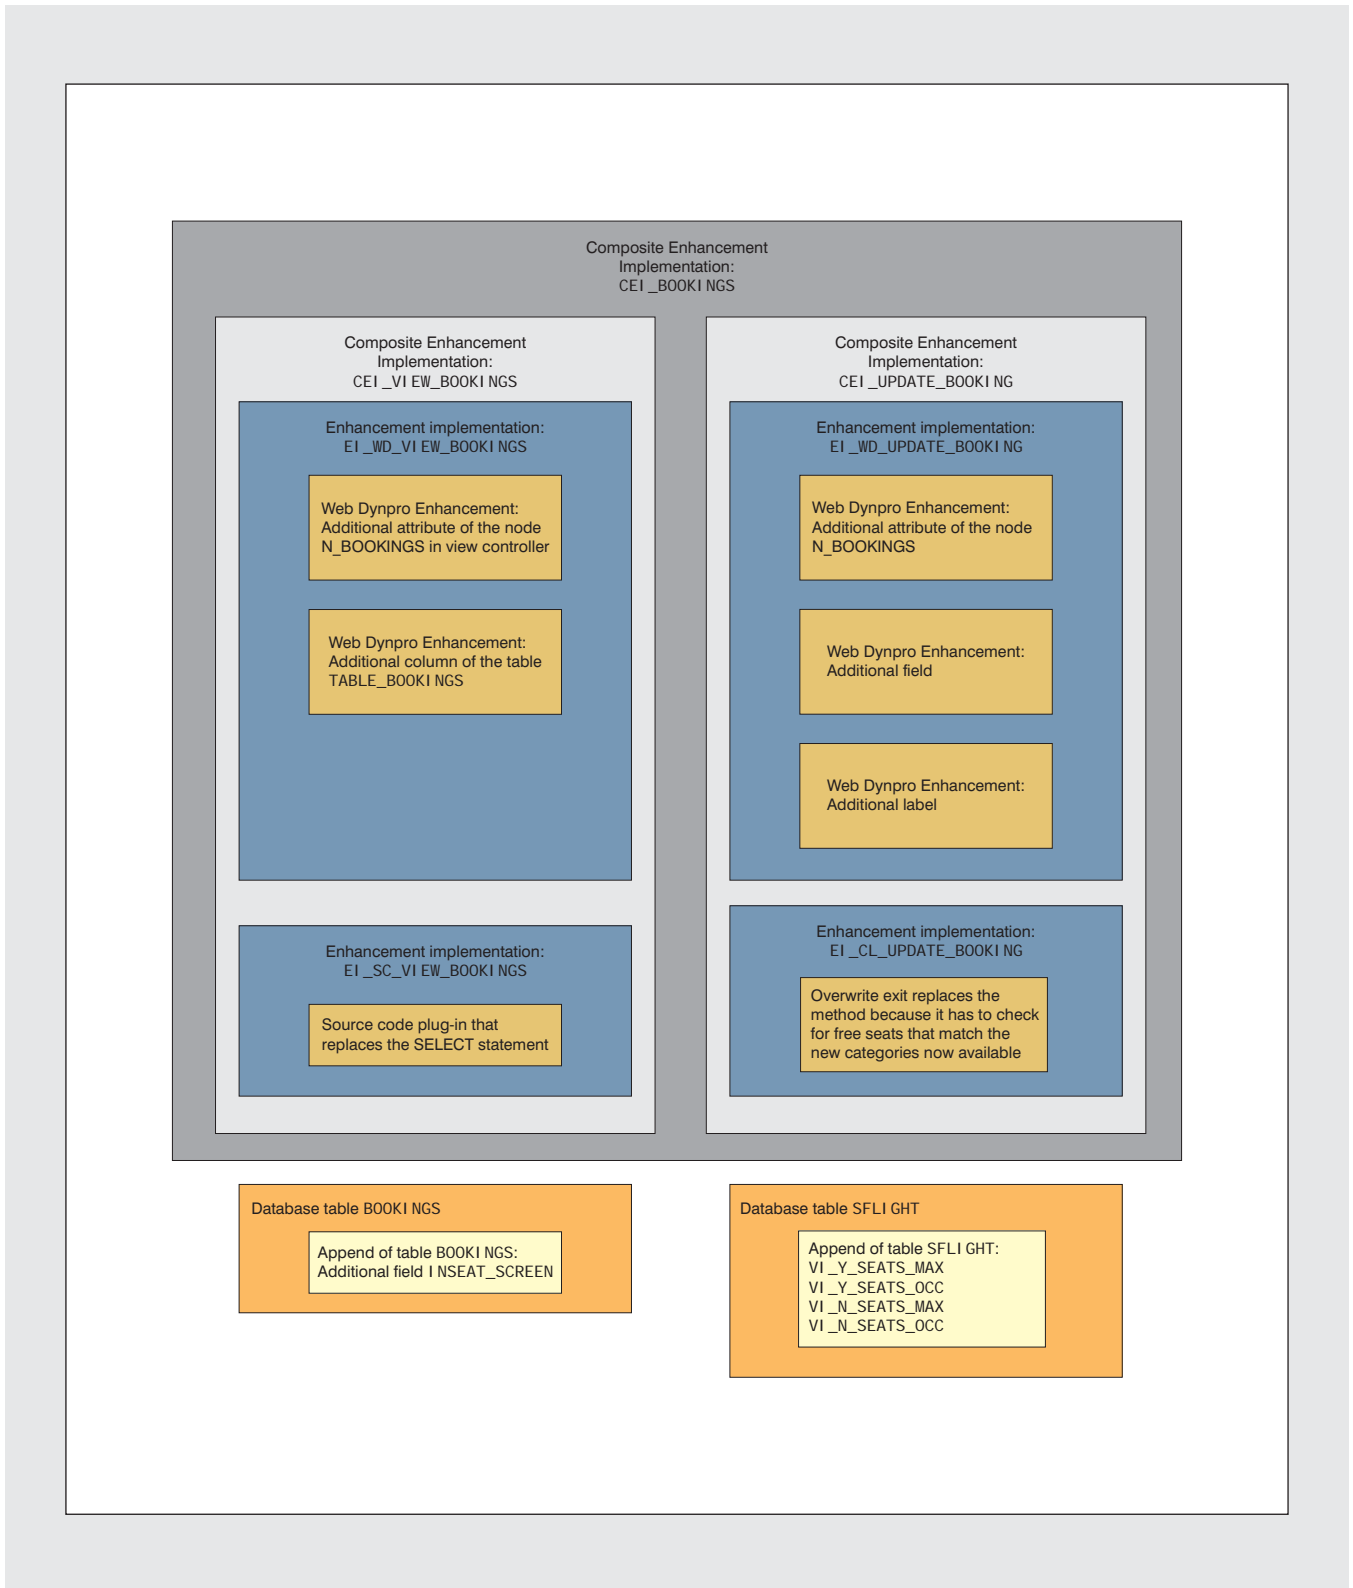 Composite Enhancement
Implementation:
CEI_BOOKINGS
Composite Enhancement
Implementation:
CEI_VIEW_BOOKINGS
Enhancement implementation:
EI_WD_VIEW_BOOKINGS
Web Dynpro Enhancement:
Additional attribute of the node
N_BOOKINGS in view controller
Web Dynpro Enhancement:
Additional column of the table
TABLE_BOOKINGS
Enhancement implementation:
EI_SC_VIEW_BOOKINGS
Source code plug-in that
replaces the SELECT statement
Composite Enhancement
Implementation:
CEI_UPDATE_BOOKING
Enhancement implementation:
EI_WD_UPDATE_BOOKING
Web Dynpro Enhancement:
Additional attribute of the node
N_BOOKINGS
Web Dynpro Enhancement:
Additional field
Web Dynpro Enhancement:
Additional label
Enhancement implementation:
EI_CL_UPDATE_BOOKING
Overwrite exit replaces the
method because it has to check
for free seats that match the
new categories now available
Database table BOOKINGS
Append of table BOOKINGS:
Additional field INSEAT_SCREEN
Database table SFLIGHT
Append of table SFLIGHT:
VI_Y_SEATS_MAX
VI_Y_SEATS_OCC
VI_N_SEATS_MAX
VI_N_SEATS_OCC